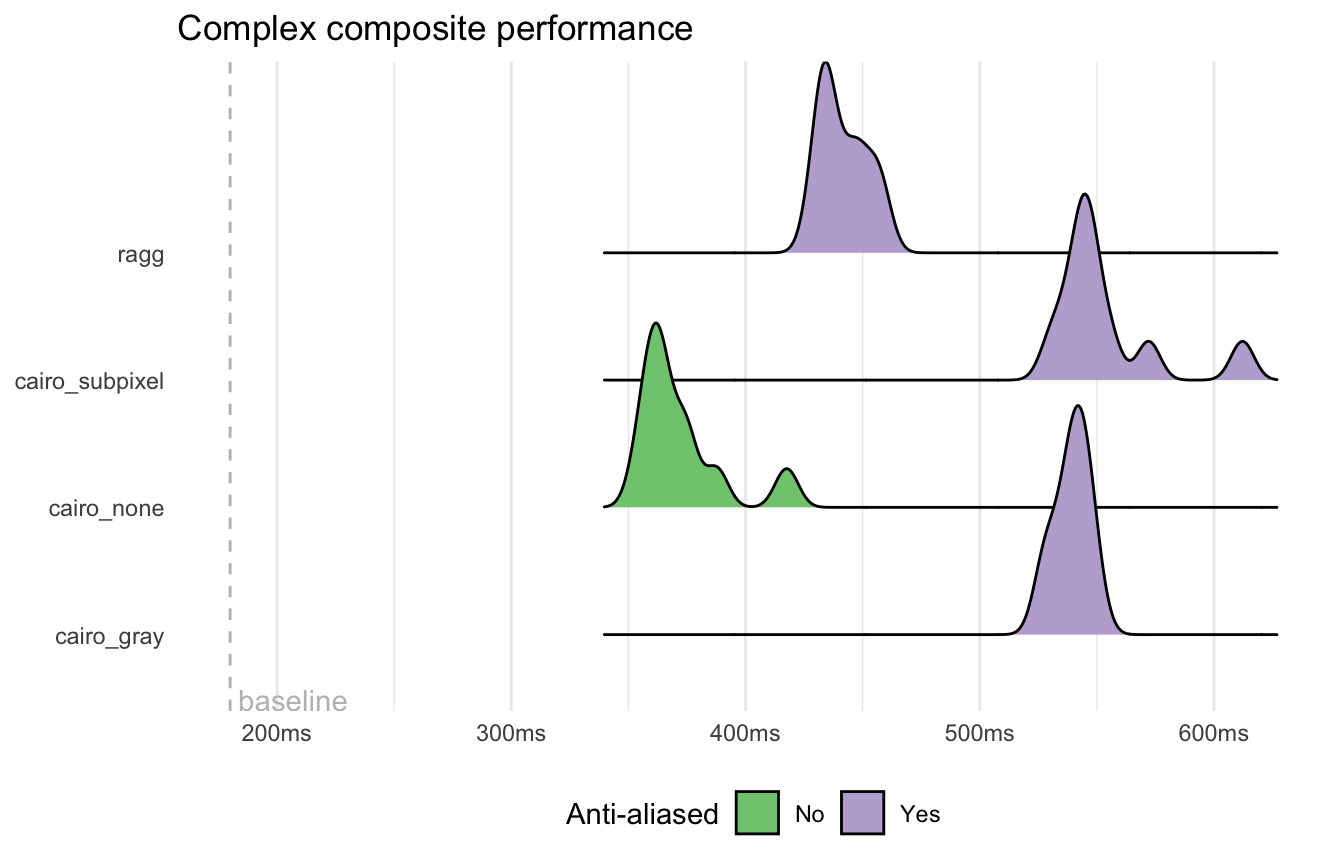 Complex composite performance
ragg
cairo_subpixel
cairo_none
cairo_gray
baseline
200ms 300ms 400ms 500ms 600ms
Anti-aliased No Yes